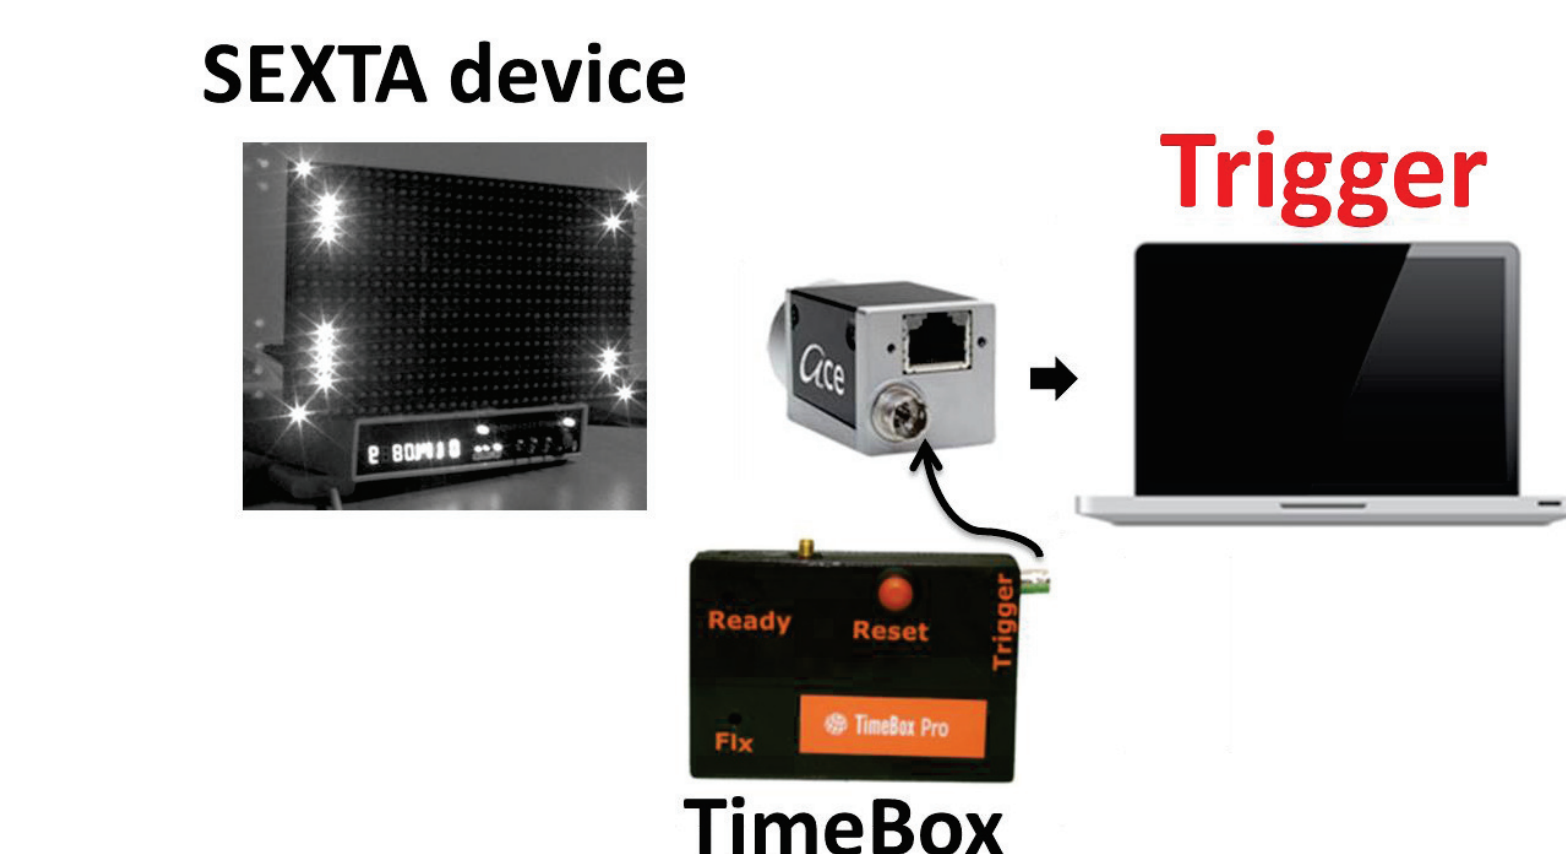 SEXTA device
Trigger
ace
Ready
Reset
Trigger
TimeBox Pro
Fix
TimeBox